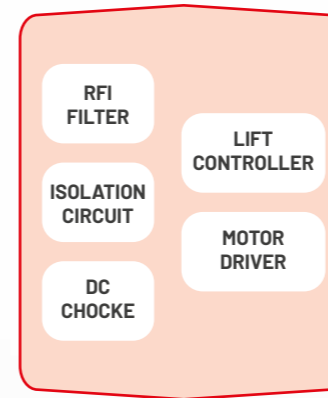 RFI
FILTER
ISOLATION
CIRCUIT
DC
CHOCKE
LIFT
CONTROLLER
MOTOR
DRIVER